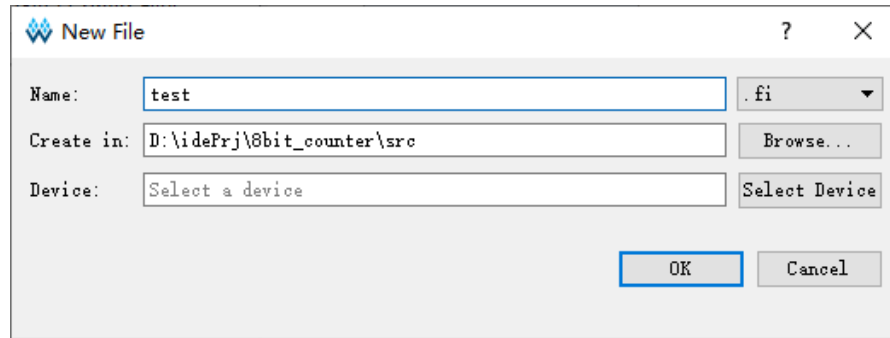 New File
?
Name:
test
.fi
Create in:
D:\idePrj\8bit_counter\src
Browse...
Device:
Select a device
Select Device
OK
Cancel